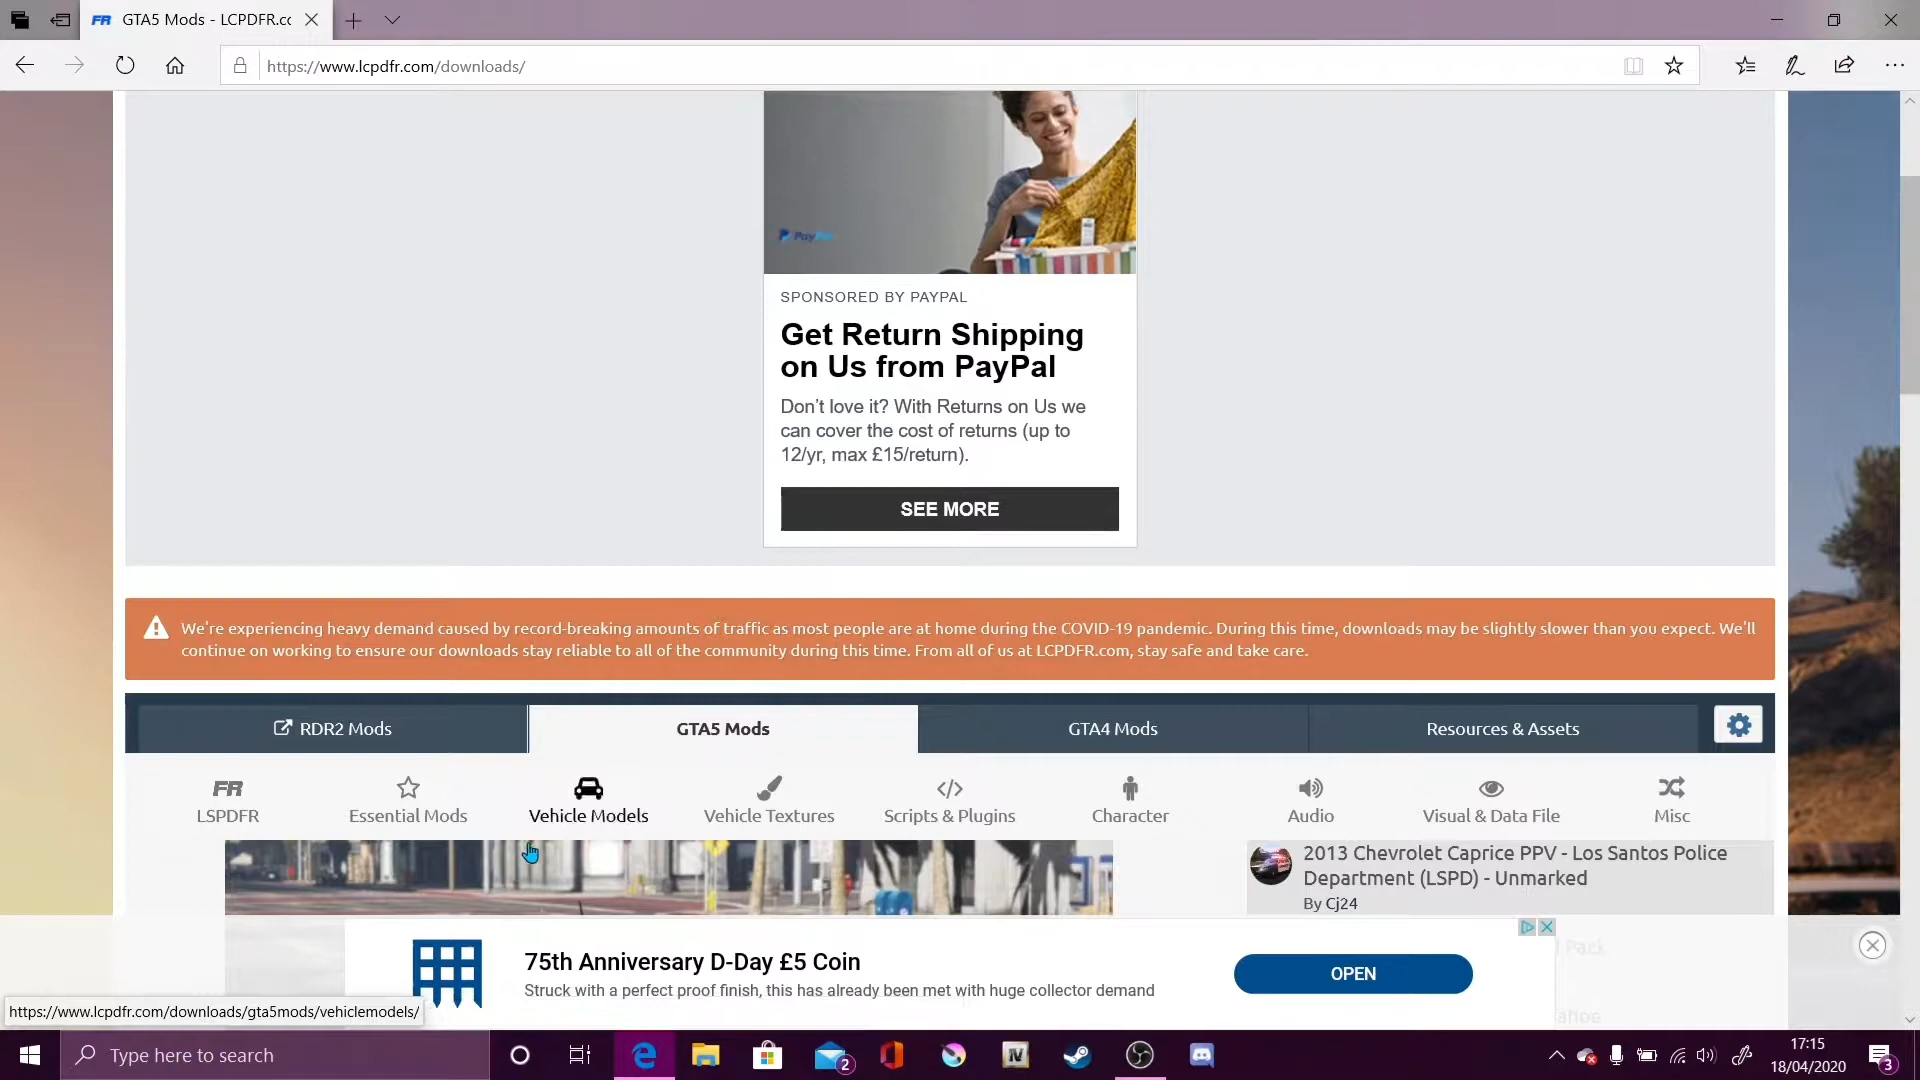 FR GTA5 Mods - LCPDFR.cc
https://www.lcpdfr.com/downloads/
PayPal
SPONSORED BY PAYPAL
Get Return Shipping
on Us from PayPal
Don't love it? With Returns on Us we
can cover the cost of returns (up to
12/yr, max £15/return).
SEE MORE
We're experiencing heavy demand caused by record-breaking amounts of traffic as most people are at home during the COVID-19 pandemic. During this time, downloads may be slightly slower than you expect. We'll
continue on working to ensure our downloads stay reliable to all of the community during this time. From all of us at LCPDFR.com, stay safe and take care.
RDR2 Mods GTA5 Mods GTA4 Mods Resources & Assets
FR
LSPDFR Essential Mods Vehicle Models Vehicle Textures Scripts & Plugins Character Audio Visual & Data File Misc
2013 Chevrolet Caprice PPV - Los Santos Police
Department (LSPD) - Unmarked
By Cj24
Pack
75th Anniversary D-Day £5 Coin
Struck with a perfect proof finish, this has already been met with huge collector demand
OPEN
https://www.lcpdfr.com/downloads/gta5mods/vehiclemodels/
Type here to search
2
17:15
18/04/2020
3